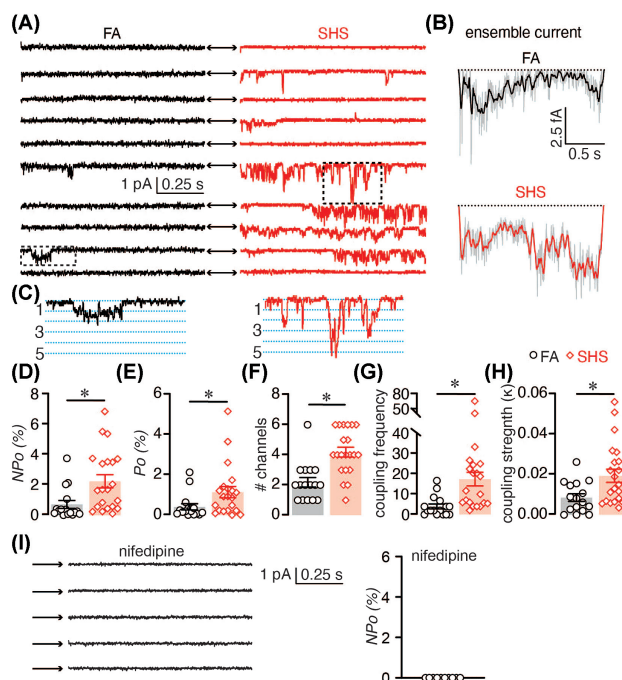 (A) FA SHS
1 pA 0.25 s
(B) ensemble current
FA
2.5 fA
0.5 s
SHS
(C)
1
3
5
FA SHS
(D) (E) (F) (G) (H)
NPo (%)
8
6
4
2
0
*
Po (%)
6
4
2
0
*
# channels
8
6
4
2
0
*
coupling frequency
80
50
40
30
20
10
0
*
coupling stregnth (κ)
0.06
0.04
0.02
0.00
*
(I) nifedipine
1 pA 0.25 s
nifedipine
NPo (%)
6
4
2
0